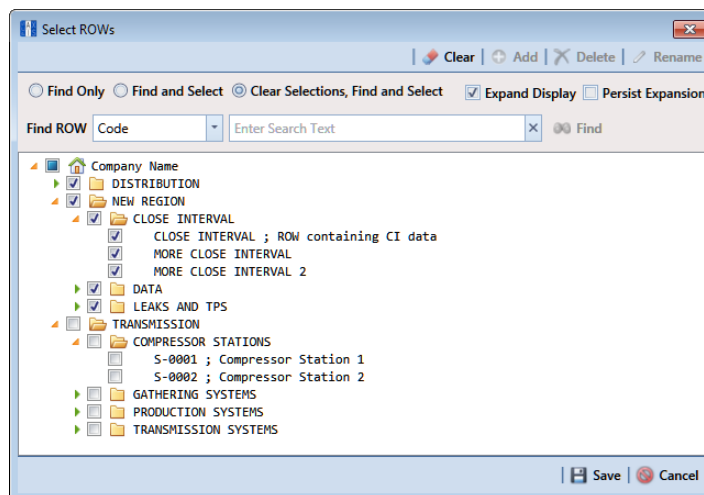 Select ROWs
Clear Add Delete Rename
Find Only Find and Select Clear Selections, Find and Select Expand Display Persist Expansion
Find ROW Code Enter Search Text Find
Company Name
DISTRIBUTION
NEW REGION
CLOSE INTERVAL
CLOSE INTERVAL ; ROW containing CI data
MORE CLOSE INTERVAL
MORE CLOSE INTERVAL 2
DATA
LEAKS AND TPS
TRANSMISSION
COMPRESSOR STATIONS
S-0001 ; Compressor Station 1
S-0002 ; Compressor Station 2
GATHERING SYSTEMS
PRODUCTION SYSTEMS
TRANSMISSION SYSTEMS
Save Cancel